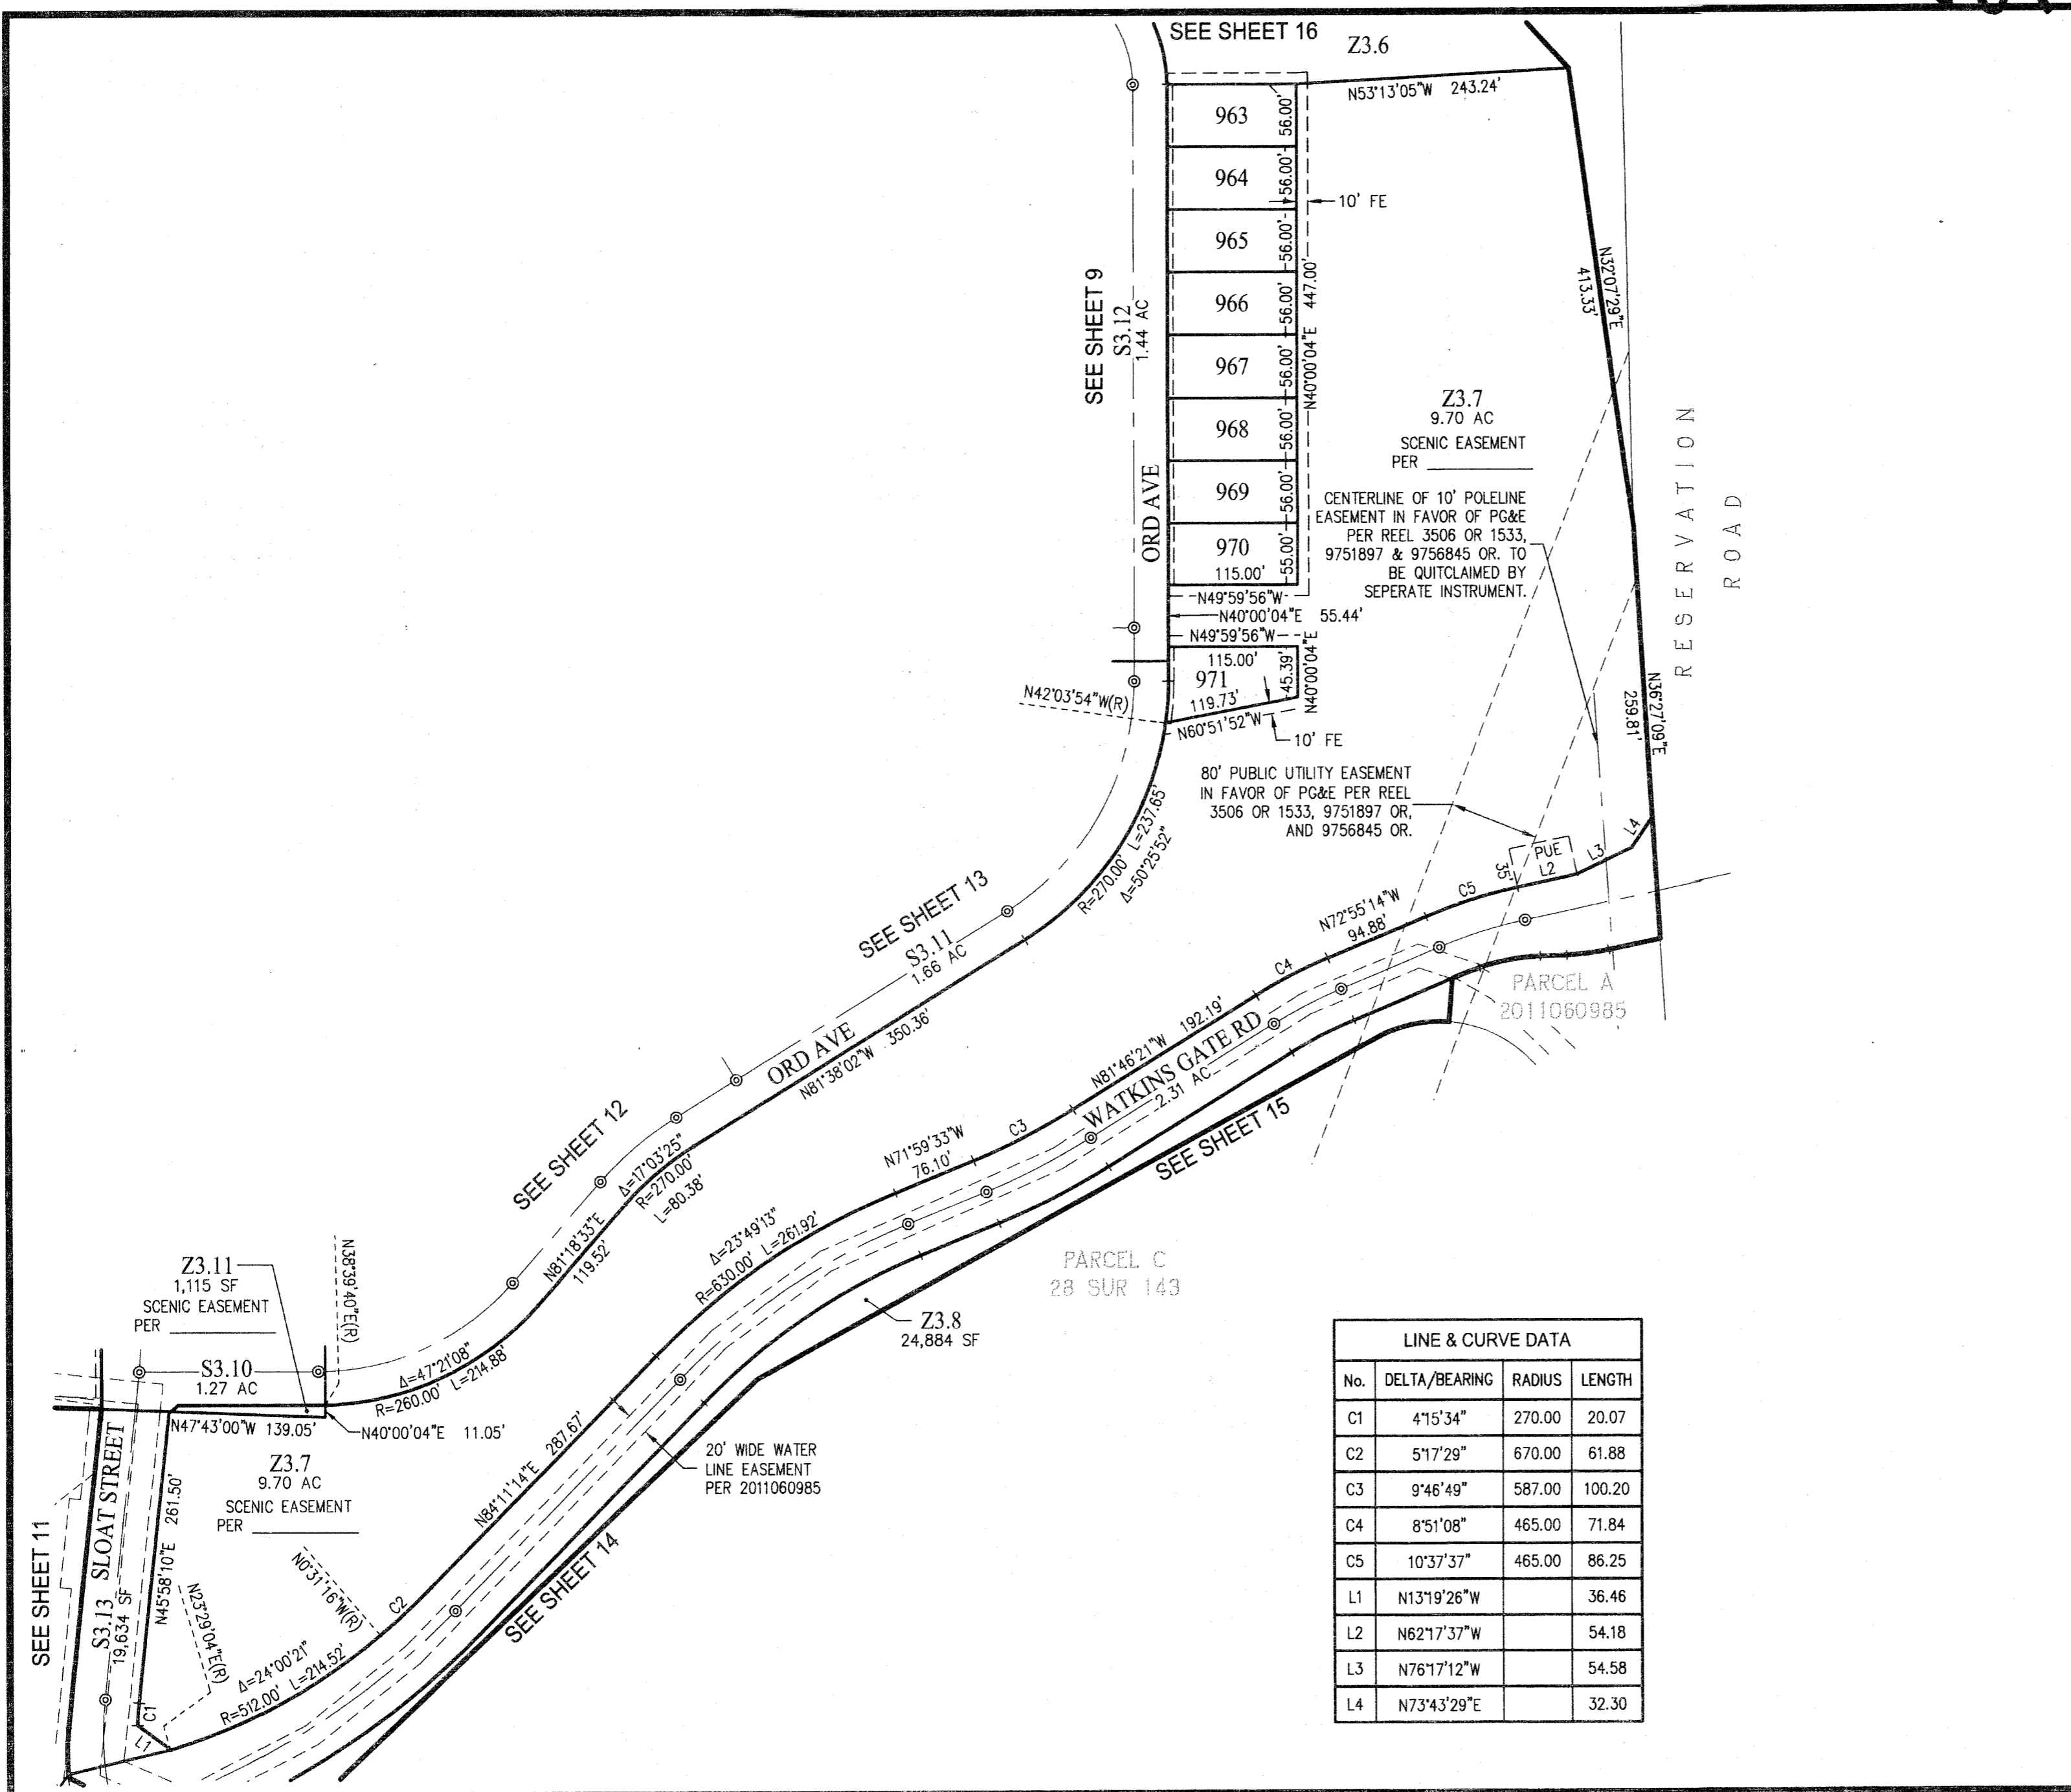 SEE SHEET 16
Z3.6
N53°13'05"W 243.24'
963
56.00'
964
56.00'
10' FE
965
56.00'
966
56.00'
967
56.00'
968
56.00'
969
56.00'
970
55.00'
115.00'
N40°00'04"E 447.00'
SEE SHEET 9
S3.12
1.44 AC
ORD AVE
N32°07'29"E
413.33'
Z3.7
9.70 AC
SCENIC EASEMENT
PER
RESERVATION
ROAD
CENTERLINE OF 10' POLELINE
EASEMENT IN FAVOR OF PG&E
PER REEL 3506 OR 1533,
9751897 & 9756845 OR. TO
BE QUITCLAIMED BY
SEPERATE INSTRUMENT.
N49°59'56"W
N40°00'04"E 55.44'
N49°59'56"W
115.00'
971
45.39'
N40°00'04"E
119.73'
N60°51'52"W
10' FE
N42°03'54"W(R)
N36°27'09"E
259.81'
80' PUBLIC UTILITY EASEMENT
IN FAVOR OF PG&E PER REEL
3506 OR 1533, 9751897 OR,
AND 9756845 OR.
R=270.00' L=237.65'
Δ=50°25'52"
PUE
L2
35'
L3
L4
C5
N72°55'14"W
94.88'
C4
SEE SHEET 13
S3.11
1.66 AC
ORD AVE
N81°38'02"W 350.36'
PARCEL A
2011060985
N81°46'21"W 192.19'
WATKINS GATE RD
2.31 AC
SEE SHEET 15
C3
N71°59'33"W
76.10'
SEE SHEET 12
Δ=17°03'25"
R=270.00'
L=80.38'
N81°18'33"E
119.52'
Δ=23°49'13"
R=630.00' L=261.92'
PARCEL C
28 SUR 143
Z3.8
24,884 SF
Z3.11
1,115 SF
SCENIC EASEMENT
PER
N38°39'40"E(R)
S3.10
1.27 AC
Δ=47°21'08"
R=260.00' L=214.88'
N47°43'00"W 139.05'
N40°00'04"E 11.05'
Z3.7
9.70 AC
SCENIC EASEMENT
PER
20' WIDE WATER
LINE EASEMENT
PER 2011060985
N84°11'14"E 287.67'
SEE SHEET 14
SEE SHEET 11
S3.13 SLOAT STREET
19,634 SF
N45°58'10"E 261.50'
N23°29'04"E(R)
N0°31'16"W(R)
C2
Δ=24°00'21"
R=512.00' L=214.52'
C1
L1
LINE & CURVE DATA
No. DELTA/BEARING RADIUS LENGTH
C1 4°15'34" 270.00 20.07
C2 5°17'29" 670.00 61.88
C3 9°46'49" 587.00 100.20
C4 8°51'08" 465.00 71.84
C5 10°37'37" 465.00 86.25
L1 N13°19'26"W 36.46
L2 N62°17'37"W 54.18
L3 N76°17'12"W 54.58
L4 N73°43'29"E 32.30